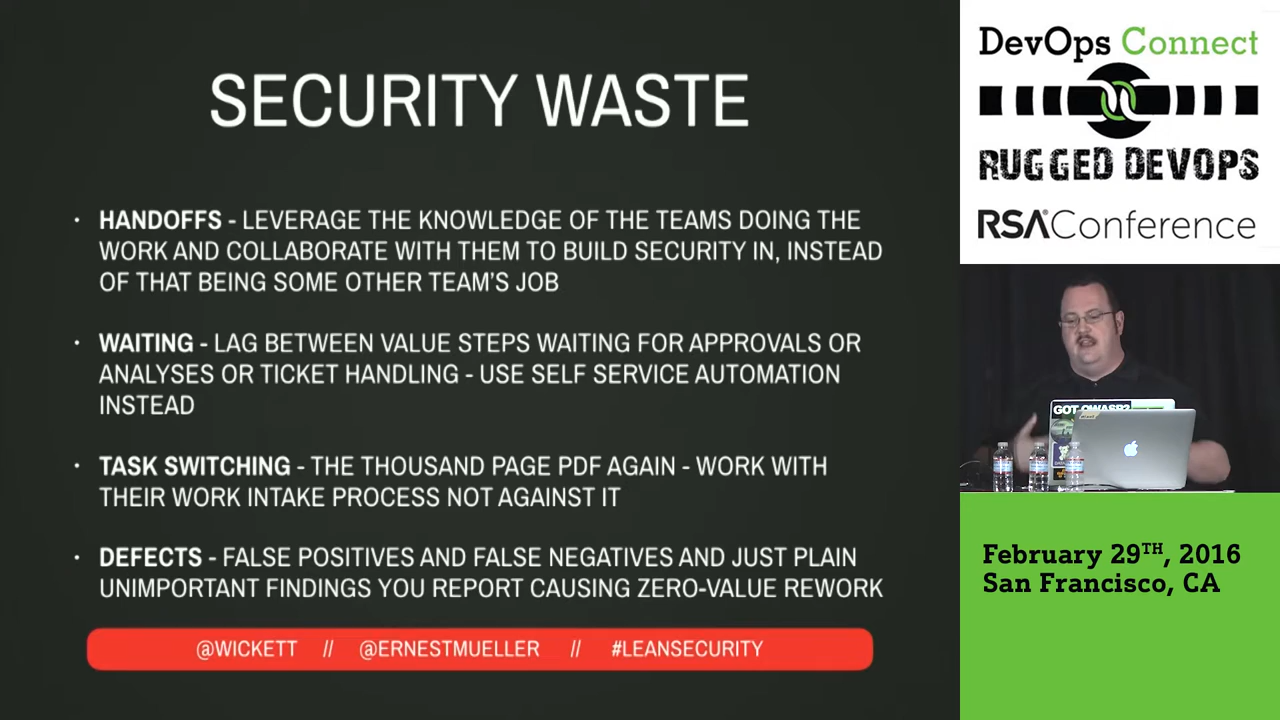 SECURITY WASTE
• HANDOFFS - LEVERAGE THE KNOWLEDGE OF THE TEAMS DOING THE
WORK AND COLLABORATE WITH THEM TO BUILD SECURITY IN, INSTEAD
OF THAT BEING SOME OTHER TEAM'S JOB
• WAITING - LAG BETWEEN VALUE STEPS WAITING FOR APPROVALS OR
ANALYSES OR TICKET HANDLING - USE SELF SERVICE AUTOMATION
INSTEAD
• TASK SWITCHING - THE THOUSAND PAGE PDF AGAIN - WORK WITH
THEIR WORK INTAKE PROCESS NOT AGAINST IT
• DEFECTS - FALSE POSITIVES AND FALSE NEGATIVES AND JUST PLAIN
UNIMPORTANT FINDINGS YOU REPORT CAUSING ZERO-VALUE REWORK
@WICKETT // @ERNESTMUELLER // #LEANSECURITY
DevOps Connect
RUGGED DEVOPS
RSAConference
GOT OWASP?
February 29TH, 2016
San Francisco, CA